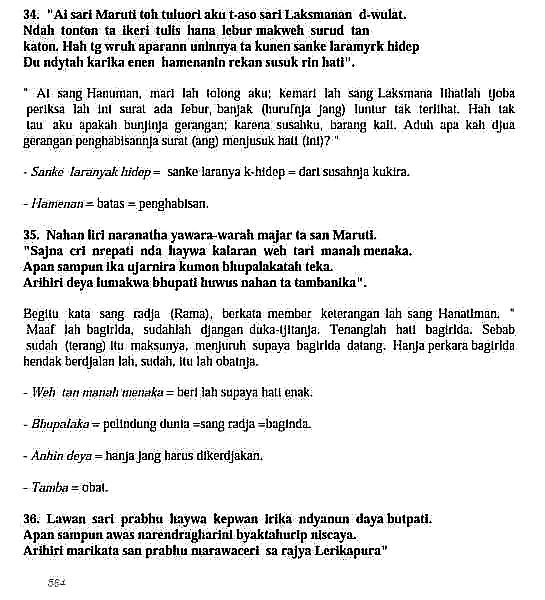 34. "Ai sari Maruti toh tuluori aku t-aso sari Laksmanan d-wulat.
Ndah tonton ta ikeri tulis hana lebur makweh surud tan
katon. Hah tg wruh aparann uninnya ta kunen sanke laramyrk hidep
Du ndytah karika enen hamenanin rekan susuk rin hati".
" Ai sang Hanuman, mari lah tolong aku; kemari lah sang Laksmana lihatlah tjoba
periksa lah ini surat ada lebur, banjak (hurufnja jang) luntur tak terlihat. Hah tak
tau aku apakah bunjinja gerangan; karena susahku, barang kali. Aduh apa kah djua
gerangan penghabisannja surat (ang) menjusuk hati (ini)? "
- Sanke laranyak hidep = sanke laranya k-hidep = dari susahnja kukira.
- Hamenan = batas = penghabisan.
35. Nahan liri naranatha yawara-warah majar ta san Maruti.
"Sajna cri nrepati nda haywa kalaran weh tari manah menaka.
Apan sampun ika ujarnira kumon bhupalakatah teka.
Arihiri deya lumakwa bhupati huwus nahan ta tambanika".
Begitu kata sang radja (Rama), berkata member keterangan lah sang Hanatiman. "
Maaf lah bagirida, sudahlah djangan duka-tjitanja. Tenanglah hati bagirida. Sebab
sudah (terang) itu maksunya, menjuruh supaya bagirida datang. Hanja perkara bagirida
hendak berdjalan lah, sudah, itu lah obatnja.
- Weh tan manah menaka = beri lah supaya hati enak.
- Bhupalaka = pelindung dunia =sang radja =baginda.
- Anhin deya = hanja jang harus dikerdjakan.
- Tamba = obat.
36. Lawan sari prabhu haywa kepwan irika ndyanun daya butpati.
Apan sampun awas narendragharini byaktahurip niscaya.
Arihiri marikata san prabhu marawaceri sa rajya Lerikapura"
584